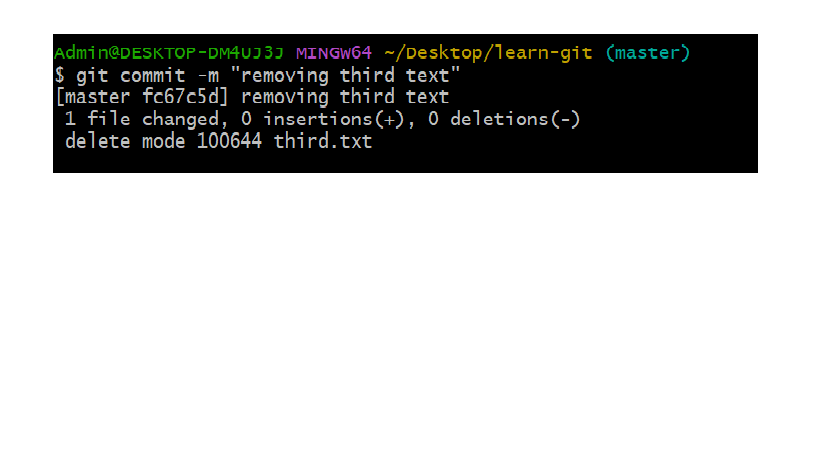 Admin@DESKTOP-DM4UJ3J MINGW64 ~/Desktop/learn-git (master)
$ git commit -m "removing third text"
[master fc67c5d] removing third text
 1 file changed, 0 insertions(+), 0 deletions(-)
 delete mode 100644 third.txt